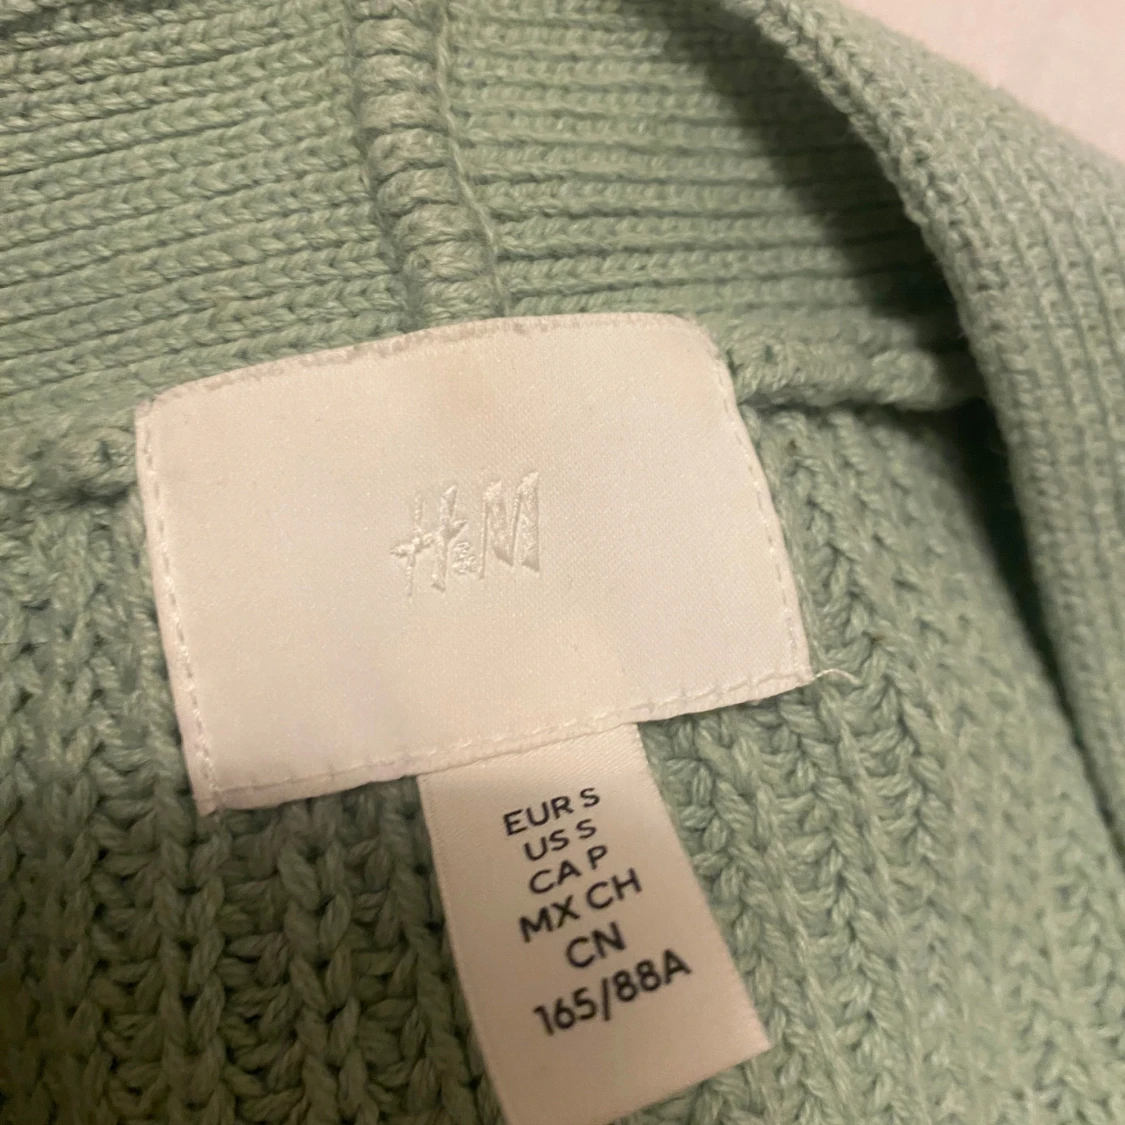 H&M
EUR S
US S
CA P
MX CH
CN
165/88A